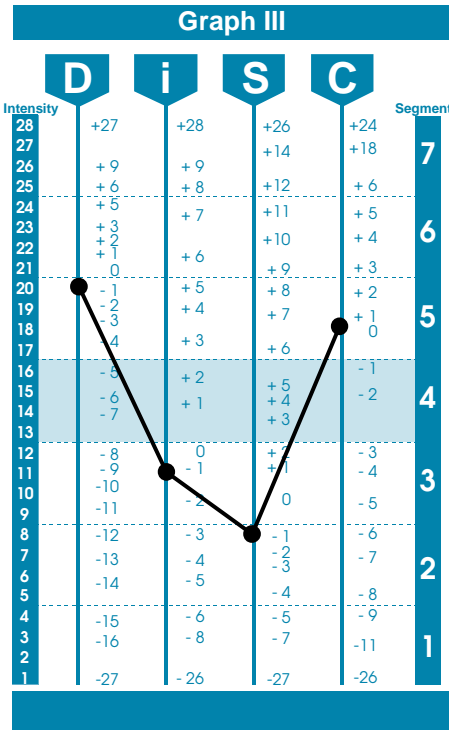 Graph III
D i S C
Intensity Segment
28 +27 +28 +26 +24
27 +14 +18 7
26 + 9 + 9
25 + 6 + 8 +12 + 6
24 + 5 + 7 +11 + 5
23 + 3 + 4 6
+ 2 +10
22 + 1 + 6
21 0 + 9 + 3
20 - 1 + 5 + 8 + 2
19 - 2 + 4 + 7 + 1 5
18 - 3 0
17 - 4 + 3 + 6
16 - 5 + 2 - 1
15 + 5 - 2
- 6 + 1 + 4 4
14 - 7 + 3
13
12 - 8 0 + 2 - 3
11 - 9 - 1 + 1 - 4 3
10 -10 - 2 0 - 5
9 -11
8 -12 - 3 - 1 - 6
7 -13 - 4 - 2 - 7
- 3 2
6 -14 - 5
5 - 4 - 8
4 -15 - 6 - 5 - 9
3 -16 - 8 - 7 -11 1
2
1 -27 - 26 -27 -26